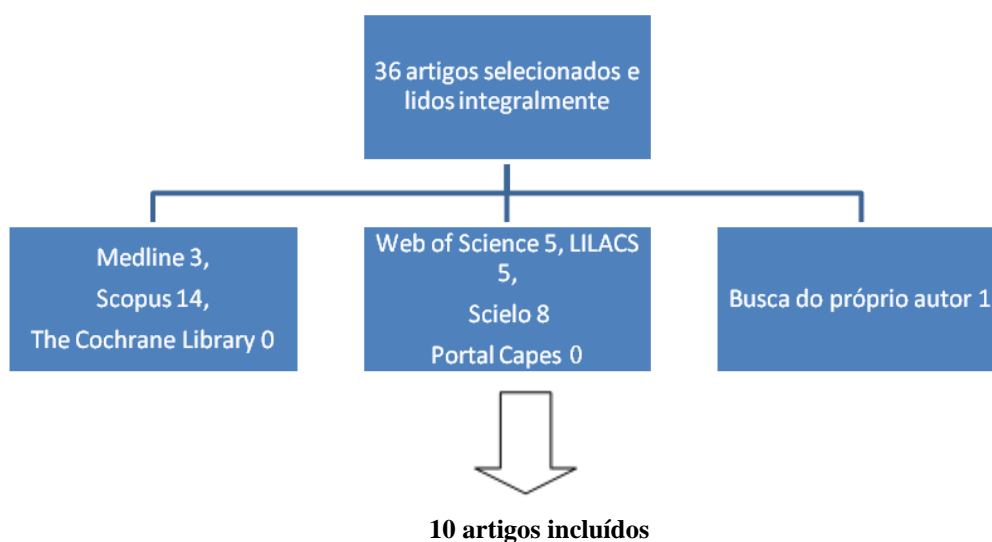 36 artigos selecionados e
lidos integralmente
Medline 3,
Scopus 14,
The Cochrane Library 0
Web of Science 5, LILACS
5,
Scielo 8
Portal Capes 0
Busca do próprio autor 1
10 artigos incluídos